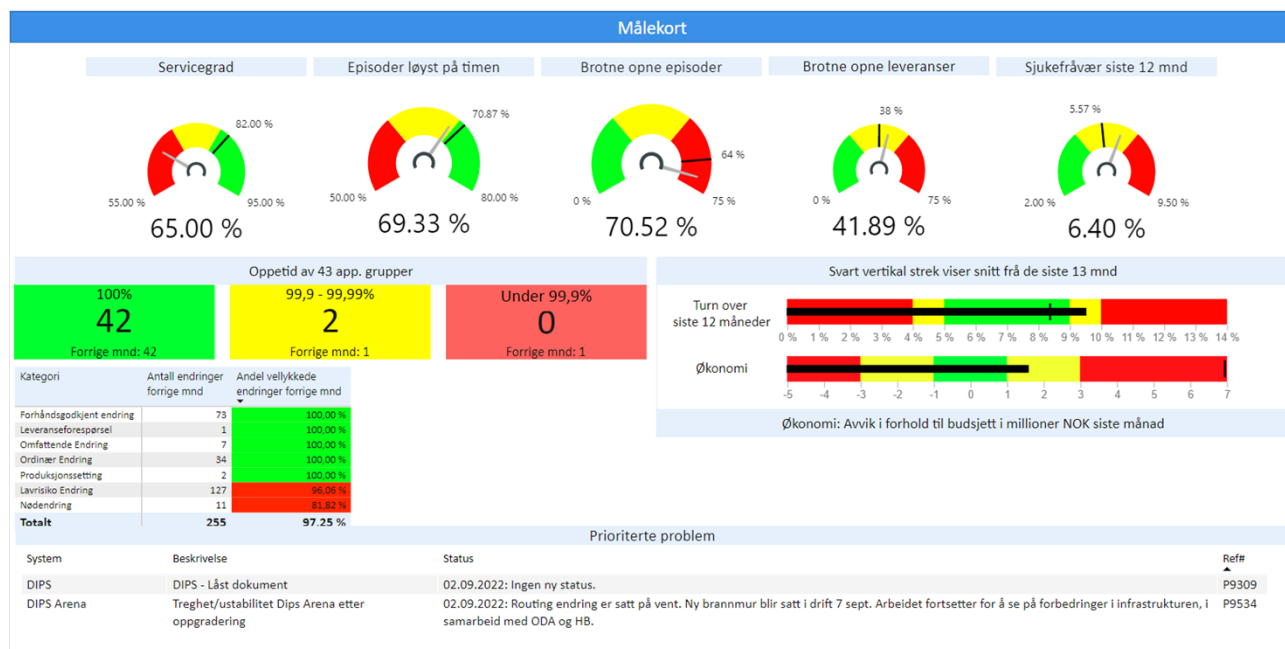 Målekort
Servicegrad
Episoder løyst på timen
Brotne opne episoder
Brotne opne leveranser
Sjukefråvær siste 12 mnd
82.00 %
55.00 %
95.00 %
65.00 %
70.87 %
50.00 %
80.00 %
69.33 %
64 %
0 %
75 %
70.52 %
38 %
0 %
75 %
41.89 %
5.57 %
2.00 %
9.50 %
6.40 %
Oppetid av 43 app. grupper
100%
42
Forrige mnd: 42
99,9 - 99,99%
2
Forrige mnd: 1
Under 99,9%
0
Forrige mnd: 1
Svart vertikal strek viser snitt frå de siste 13 mnd
Turn over
siste 12 måneder
0 % 1 % 2 % 3 % 4 % 5 % 6 % 7 % 8 % 9 % 10 % 11 % 12 % 13 % 14 %
Økonomi
-5 -4 -3 -2 -1 0 1 2 3 4 5 6 7
Økonomi: Avvik i forhold til budsjett i millioner NOK siste månad
Kategori Antall endringer Andel vellykkede
forrige mnd endringer forrige mnd
Forhåndsgodkjent endring 73 100,00 %
Leveranseforespørsel 1 100,00 %
Omfattende Endring 7 100,00 %
Ordinær Endring 34 100,00 %
Produksjonssetting 2 100,00 %
Lavrisiko Endring 127 96,06 %
Nødendring 11 81,82 %
Totalt 255 97.25 %
Prioriterte problem
System Beskrivelse Status Ref#
DIPS DIPS - Låst dokument 02.09.2022: Ingen ny status. P9309
DIPS Arena Treghet/ustabilitet Dips Arena etter 02.09.2022: Routing endring er satt på vent. Ny brannmur blir satt i drift 7 sept. Arbeidet fortsetter for å se på forbedringer i infrastrukturen, i P9534
oppgradering samarbeid med ODA og HB.